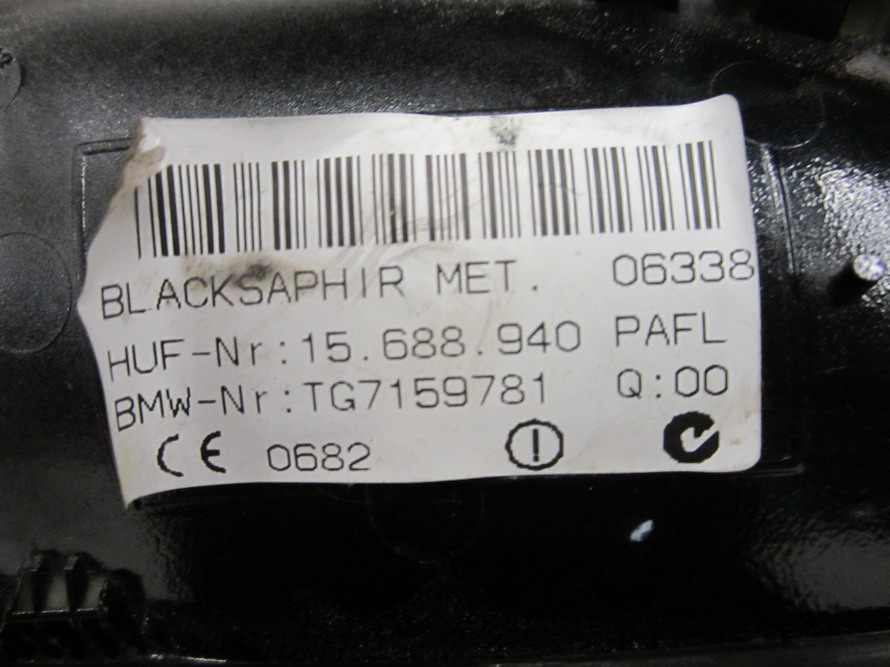 BLACKSAPHIR MET. 06338
HUF-Nr:15.688.940 PAFL
BMW-Nr:TG7159781 Q:00
CE 0682 !